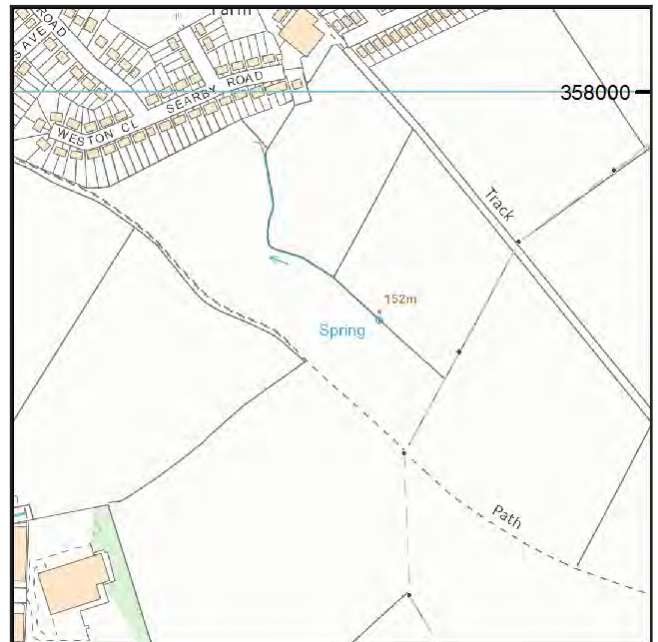 ROAD
S AVE
Farm
SEARBY ROAD
WESTON CL
358000
Track
152m
Spring
Path